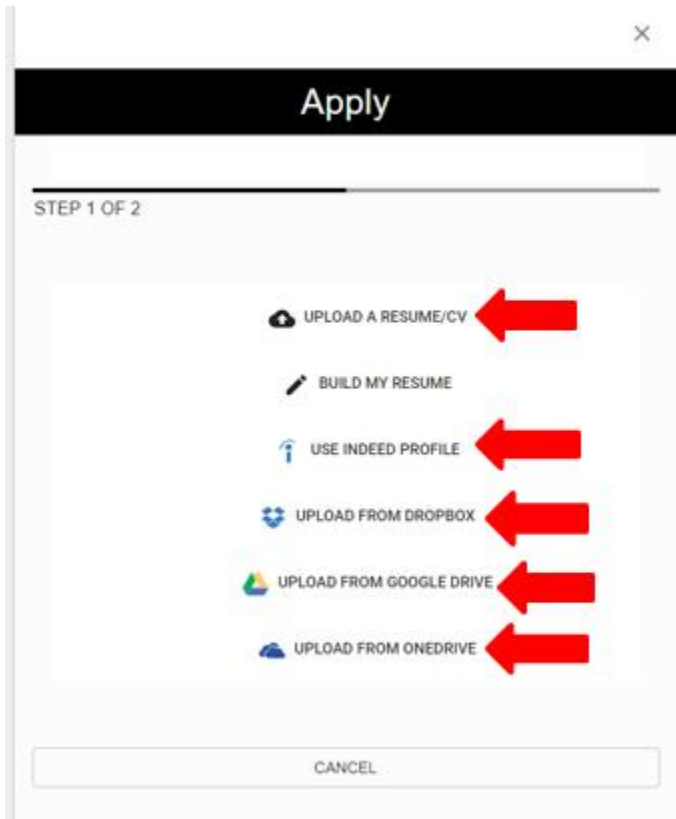 Apply
STEP 1 OF 2
UPLOAD A RESUME/CV
BUILD MY RESUME
USE INDEED PROFILE
UPLOAD FROM DROPBOX
UPLOAD FROM GOOGLE DRIVE
UPLOAD FROM ONEDRIVE
CANCEL